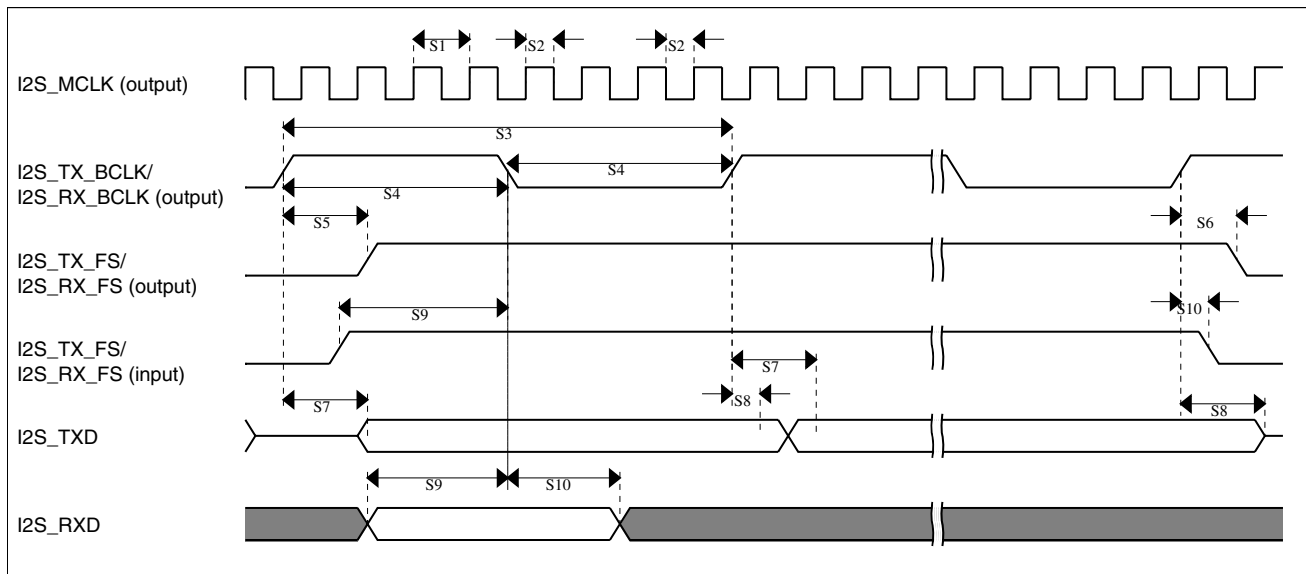 S1
S2
S2
I2S_MCLK (output)
S3
I2S_TX_BCLK/
I2S_RX_BCLK (output)
S4
S4
S5
S6
I2S_TX_FS/
I2S_RX_FS (output)
S9
S10
I2S_TX_FS/
I2S_RX_FS (input)
S7
S7
S8
S8
I2S_TXD
S9
S10
I2S_RXD